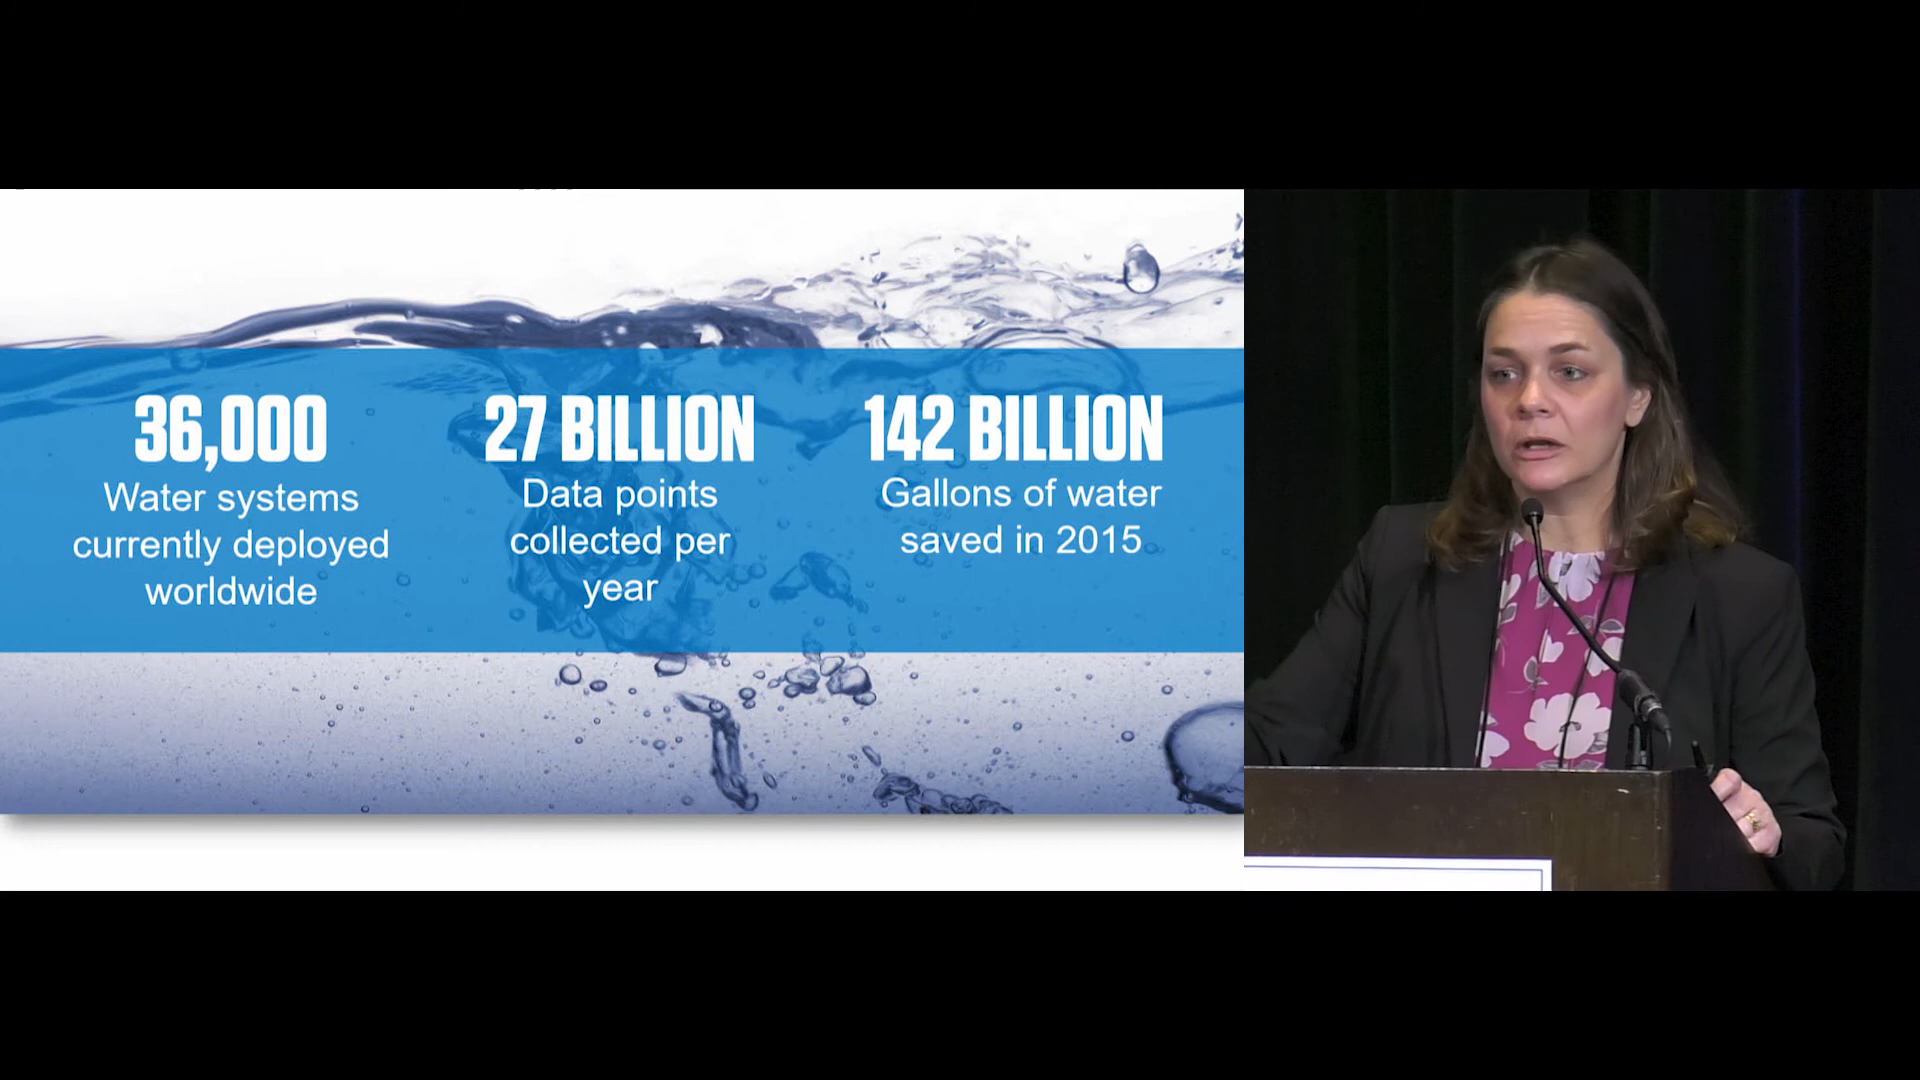 36,000
Water systems
currently deployed
worldwide
27 BILLION
Data points
collected per
year
142 BILLION
Gallons of water
saved in 2015